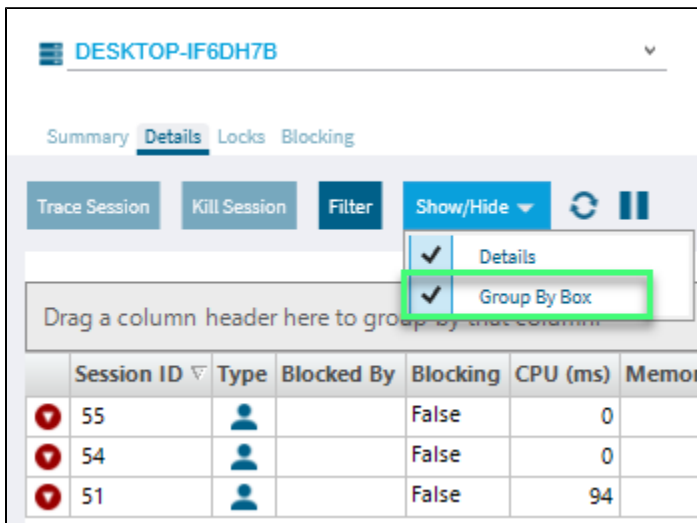 DESKTOP-IF6DH7B
Summary Details Locks Blocking
Trace Session Kill Session Filter Show/Hide
Details
Group By Box
Drag a column header here to group by that column.
Session ID Type Blocked By Blocking CPU (ms) Memor
55 False 0
54 False 0
51 False 94